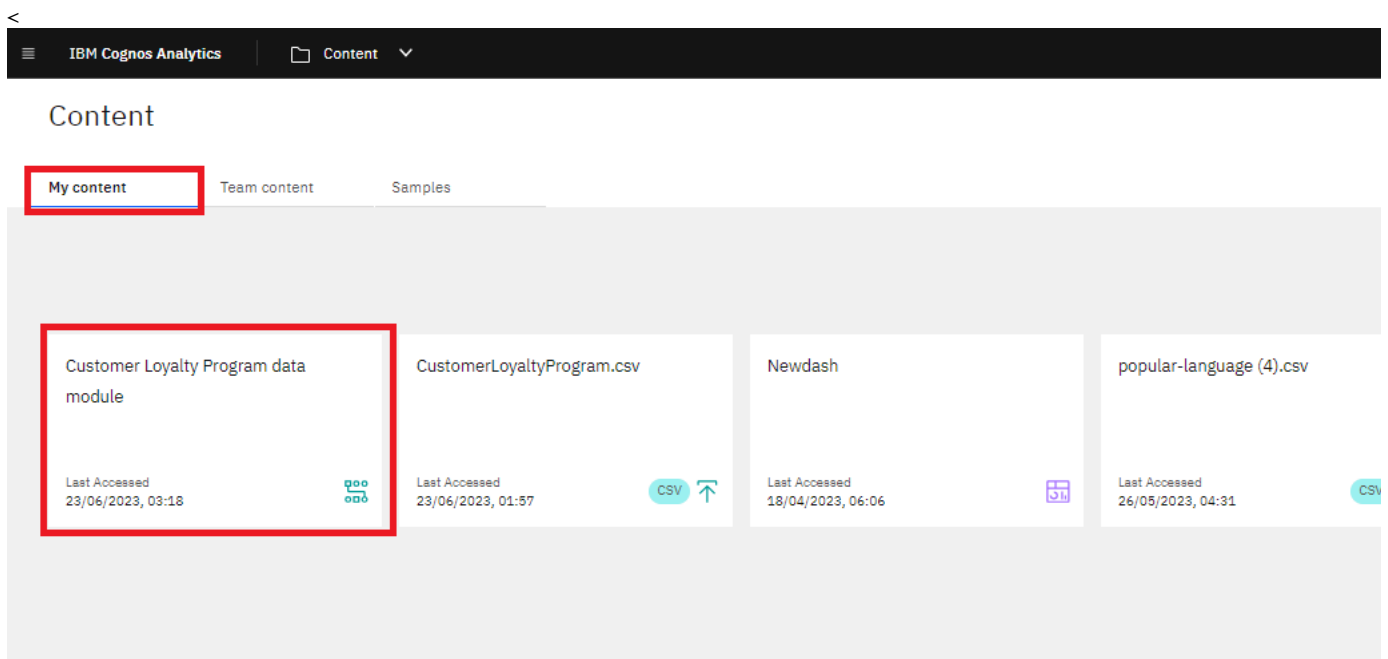 <
IBM Cognos Analytics
Content
Content
My content
Team content
Samples
Customer Loyalty Program data
module
Last Accessed
23/06/2023, 03:18
CustomerLoyaltyProgram.csv
Last Accessed
23/06/2023, 01:57
CSV
Newdash
Last Accessed
18/04/2023, 06:06
popular-language (4).csv
Last Accessed
26/05/2023, 04:31
CSV